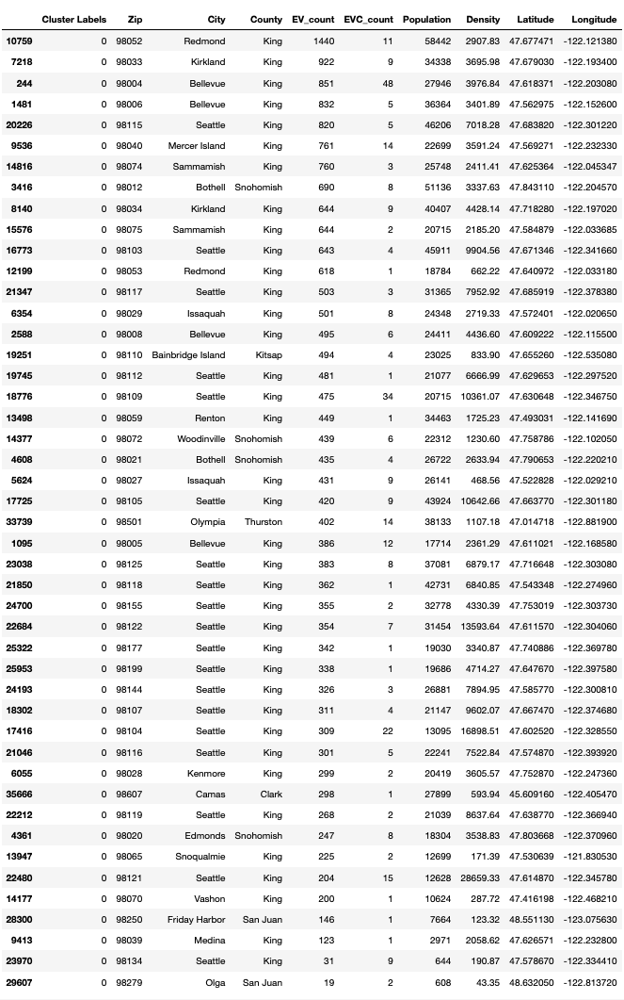 Cluster Labels Zip City County EV_count EVC_count Population Density Latitude Longitude
10759 0 98052 Redmond King 1440 11 58442 2907.83 47.677471 -122.121380
7218 0 98033 Kirkland King 922 9 34338 3695.98 47.679030 -122.193400
244 0 98004 Bellevue King 851 48 27946 3976.84 47.618371 -122.203080
1481 0 98006 Bellevue King 832 5 36364 3401.89 47.562975 -122.152600
20226 0 98115 Seattle King 820 5 46206 7018.28 47.683820 -122.301220
9536 0 98040 Mercer Island King 761 14 22699 3591.24 47.569271 -122.232330
14816 0 98074 Sammamish King 760 3 25748 2411.41 47.625364 -122.045347
3416 0 98012 Bothell Snohomish 690 8 51136 3337.63 47.843110 -122.204570
8140 0 98034 Kirkland King 644 9 40407 4428.14 47.718280 -122.197020
15576 0 98075 Sammamish King 644 2 20715 2185.20 47.584879 -122.033685
16773 0 98103 Seattle King 643 4 45911 9904.56 47.671346 -122.341660
12199 0 98053 Redmond King 618 1 18784 662.22 47.640972 -122.033180
21347 0 98117 Seattle King 503 3 31365 7952.92 47.685919 -122.378380
6354 0 98029 Issaquah King 501 8 24348 2719.33 47.572401 -122.020650
2588 0 98008 Bellevue King 495 6 24411 4436.60 47.609222 -122.115500
19251 0 98110 Bainbridge Island Kitsap 494 4 23025 833.90 47.655260 -122.535080
19745 0 98112 Seattle King 481 1 21077 6666.99 47.629653 -122.297520
18776 0 98109 Seattle King 475 34 20715 10361.07 47.630648 -122.346750
13498 0 98059 Renton King 449 1 34463 1725.23 47.493031 -122.141690
14377 0 98072 Woodinville Snohomish 439 6 22312 1230.60 47.758786 -122.102050
4608 0 98021 Bothell Snohomish 435 4 26722 2633.94 47.790653 -122.220210
5624 0 98027 Issaquah King 431 9 26141 468.56 47.522828 -122.029210
17725 0 98105 Seattle King 420 9 43924 10642.66 47.663770 -122.301180
33739 0 98501 Olympia Thurston 402 14 38133 1107.18 47.014718 -122.881900
1095 0 98005 Bellevue King 386 12 17714 2361.29 47.611021 -122.168580
23038 0 98125 Seattle King 383 8 37081 6879.17 47.716648 -122.303080
21850 0 98118 Seattle King 362 1 42731 6840.85 47.543348 -122.274960
24700 0 98155 Seattle King 355 2 32778 4330.39 47.753019 -122.303730
22684 0 98122 Seattle King 354 7 31454 13593.64 47.611570 -122.304060
25322 0 98177 Seattle King 342 1 19030 3340.87 47.740886 -122.369780
25953 0 98199 Seattle King 338 1 19686 4714.27 47.647670 -122.397580
24193 0 98144 Seattle King 326 3 26881 7894.95 47.585770 -122.300810
18302 0 98107 Seattle King 311 4 21147 9602.07 47.667470 -122.374680
17416 0 98104 Seattle King 309 22 13095 16898.51 47.602520 -122.328550
21046 0 98116 Seattle King 301 5 22241 7522.84 47.574870 -122.393920
6055 0 98028 Kenmore King 299 2 20419 3605.57 47.752870 -122.247360
35666 0 98607 Camas Clark 298 1 27899 593.94 45.609160 -122.405470
22212 0 98119 Seattle King 268 2 21039 8637.64 47.638770 -122.366940
4361 0 98020 Edmonds Snohomish 247 8 18304 3538.83 47.803668 -122.370960
13947 0 98065 Snoqualmie King 225 2 12699 171.39 47.530639 -121.830530
22480 0 98121 Seattle King 204 15 12628 28659.33 47.614870 -122.345780
14177 0 98070 Vashon King 200 1 10624 287.72 47.416198 -122.468210
28300 0 98250 Friday Harbor San Juan 146 1 7664 123.32 48.551130 -123.075630
9413 0 98039 Medina King 123 1 2971 2058.62 47.626571 -122.232800
23970 0 98134 Seattle King 31 9 644 190.87 47.578670 -122.334410
29607 0 98279 Olga San Juan 19 2 608 43.35 48.632050 -122.813720